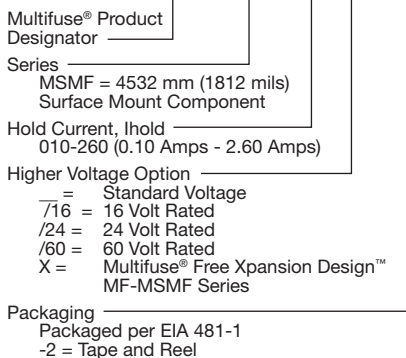 Multifuse® Product
Designator
Series
MSMF = 4532 mm (1812 mils)
Surface Mount Component
Hold Current, Ihold
010-260 (0.10 Amps - 2.60 Amps)
Higher Voltage Option
__ = Standard Voltage
/16 = 16 Volt Rated
/24 = 24 Volt Rated
/60 = 60 Volt Rated
X = Multifuse® Free Xpansion Design™
MF-MSMF Series
Packaging
Packaged per EIA 481-1
-2 = Tape and Reel